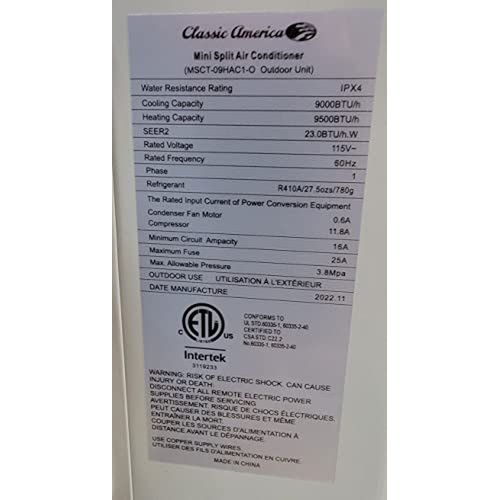 Classic America
Mini Split Air Conditioner
(MSCT-09HAC1-O Outdoor Unit)
Water Resistance Rating IPX4
Cooling Capacity 9000BTU/h
Heating Capacity 9500BTU/h
SEER2 23.0BTU/h.W
Rated Voltage 115V~
Rated Frequency 60Hz
Phase 1
Refrigerant R410A/27.5ozs/780g
The Rated Input Current of Power Conversion Equipment
Condenser Fan Motor 0.6A
Compressor 11.8A
Minimum Circuit Ampacity 16A
Maximum Fuse 25A
Max. Allowable Pressure 3.8Mpa
OUTDOOR USE UTILISATION À L'EXTÉRIEUR
DATE MANUFACTURE 2022.11
C ETL US
Intertek
3119233
CONFORMS TO
UL STD.60335-1, 60335-2-40
CERTIFIED TO
CSA STD.C22.2
No.60335-1, 60335-2-40
WARNING: RISK OF ELECTRIC SHOCK. CAN CAUSE
INJURY OR DEATH:
DISCONNECT ALL REMOTE ELECTRIC POWER
SUPPLIES BEFORE SERVICING
AVERTISSEMENT. RISQUE DE CHOCS ÉLECTRIQUES.
PEUT CAUSER DES BLESSURES ET MÊME
ENTRAÎNER LA MORT.
COUPER LES SOURCES D'ALIMENTATION À
DISTANCE AVANT LE DÉPANNAGE.
USE COPPER SUPPLY WIRES.
UTILISER DES FILS D'ALIMENTATION EN CUIVRE.
MADE IN CHINA